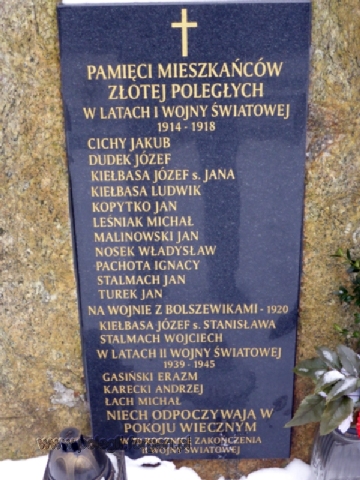 PAMIĘCI MIESZKAŃCÓW
ZŁOTEJ POLEGŁYCH
W LATACH I WOJNY ŚWIATOWEJ
1914 - 1918
CICHY JAKUB
DUDEK JÓZEF
KIEŁBASA JÓZEF s. JANA
KIEŁBASA LUDWIK
KOPYTKO JAN
LEŚNIAK MICHAŁ
MALINOWSKI JAN
NOSEK WŁADYSŁAW
PACHOTA IGNACY
STALMACH JAN
TUREK JAN
NA WOJNIE Z BOLSZEWIKAMI - 1920
KIEŁBASA JÓZEF s. STANISŁAWA
STALMACH WOJCIECH
W LATACH II WOJNY ŚWIATOWEJ
1939 - 1945
GASIŃSKI ERAZM
KARECKI ANDRZEJ
ŁACH MICHAŁ
NIECH ODPOCZYWAJĄ W
POKOJU WIECZNYM
W 70 ROCZNICĘ ZAKOŃCZENIA
II WOJNY ŚWIATOWEJ